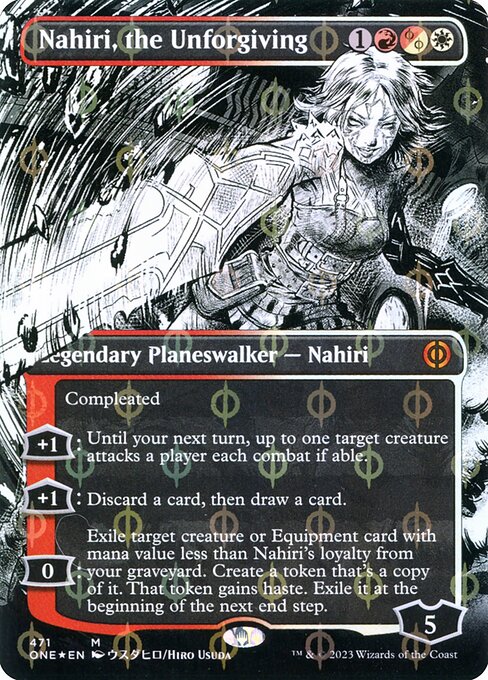 Nahiri, the Unforgiving 1
Legendary Planeswalker — Nahiri
Compleated
+1: Until your next turn, up to one target creature
attacks a player each combat if able.
+1: Discard a card, then draw a card.
Exile target creature or Equipment card with
mana value less than Nahiri's loyalty from
0: your graveyard. Create a token that's a copy
of it. That token gains haste. Exile it at the
beginning of the next end step.
5
471 M
ONE★EN ウスダヒロ/HIRO USUDA
™ & © 2023 Wizards of the Coast